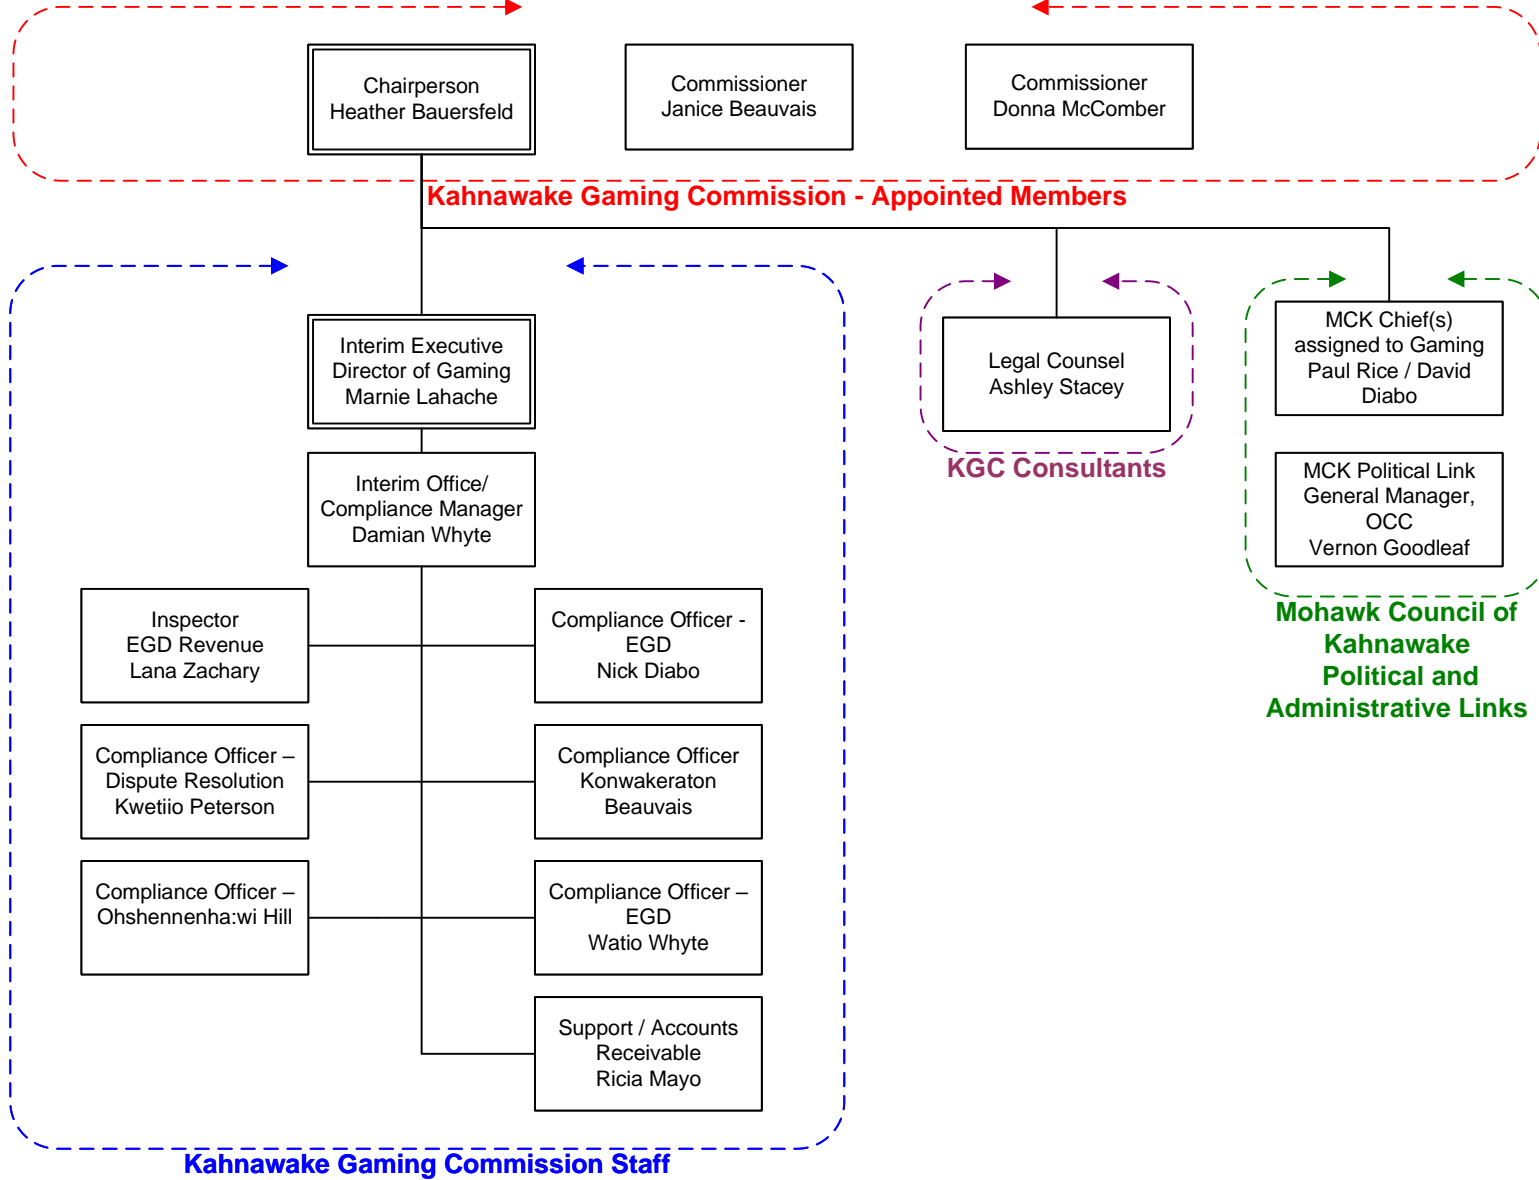 Chairperson
Heather Bauersfeld
Commissioner
Janice Beauvais
Commissioner
Donna McComber
Kahnawake Gaming Commission - Appointed Members
Interim Executive
Director of Gaming
Marnie Lahache
Legal Counsel
Ashley Stacey
KGC Consultants
MCK Chief(s)
assigned to Gaming
Paul Rice / David
Diabo
MCK Political Link
General Manager,
OCC
Vernon Goodleaf
Mohawk Council of
Kahnawake
Political and
Administrative Links
Interim Office/
Compliance Manager
Damian Whyte
Inspector
EGD Revenue
Lana Zachary
Compliance Officer -
EGD
Nick Diabo
Compliance Officer –
Dispute Resolution
Kwetiio Peterson
Compliance Officer
Konwakeraton
Beauvais
Compliance Officer –
Ohshennenha:wi Hill
Compliance Officer –
EGD
Watio Whyte
Support / Accounts
Receivable
Ricia Mayo
Kahnawake Gaming Commission Staff